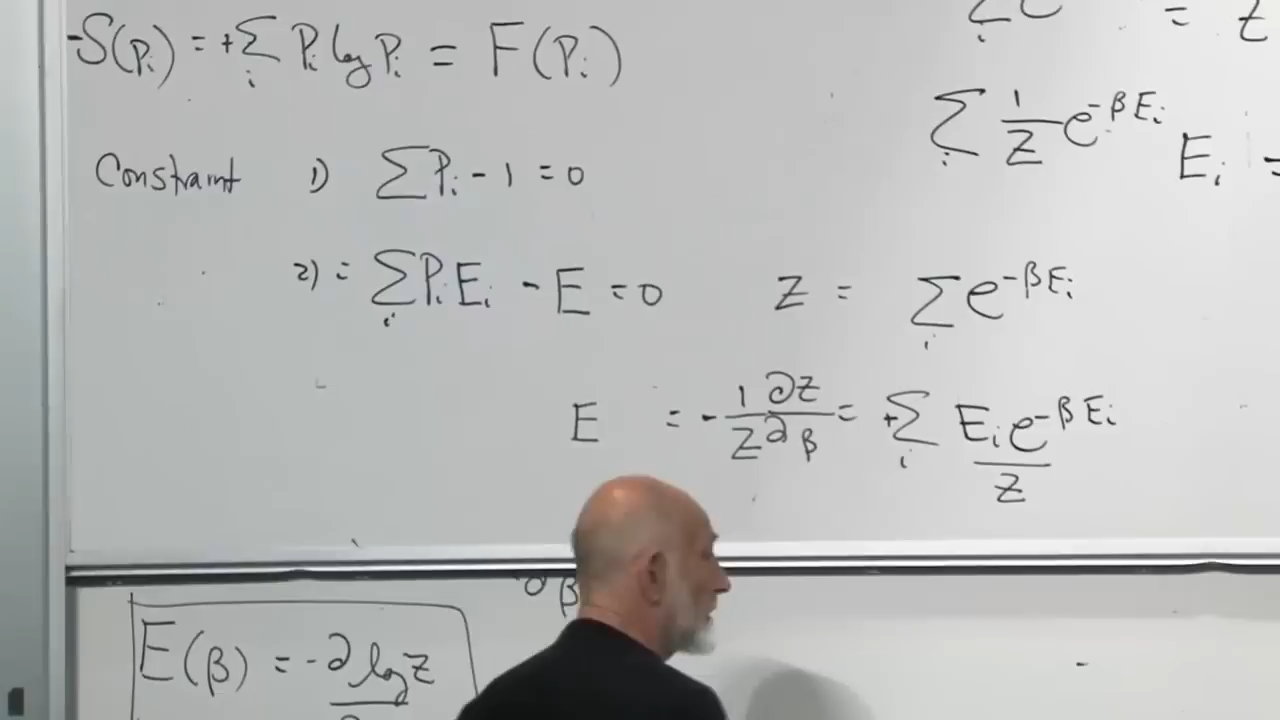 -S(Pᵢ) = +∑ᵢ Pᵢ log Pᵢ = F(Pᵢ)
Constraint 1) ∑Pᵢ - 1 = 0
2) = ∑ᵢ PᵢEᵢ - E = 0
= Z
∑ᵢ 1/Z e^{-βEᵢ} Eᵢ =
Z = ∑ᵢ e^{-βEᵢ}
E = - 1/Z ∂Z/∂β = +∑ᵢ Eᵢe^{-βEᵢ}/Z
∂β
E(β) = -∂ log Z